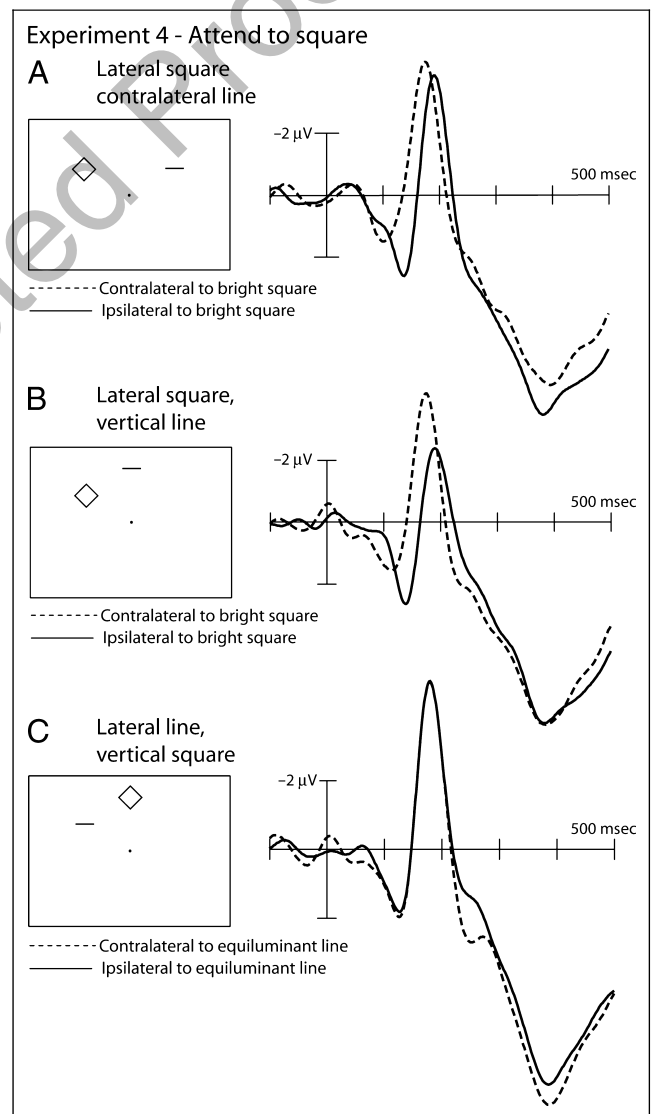 Experiment 4 - Attend to square
A
Lateral square
contralateral line
−2 μV
500 msec
Contralateral to bright square
Ipsilateral to bright square
B
Lateral square,
vertical line
−2 μV
500 msec
Contralateral to bright square
Ipsilateral to bright square
C
Lateral line,
vertical square
−2 μV
500 msec
Contralateral to equiluminant line
Ipsilateral to equiluminant line